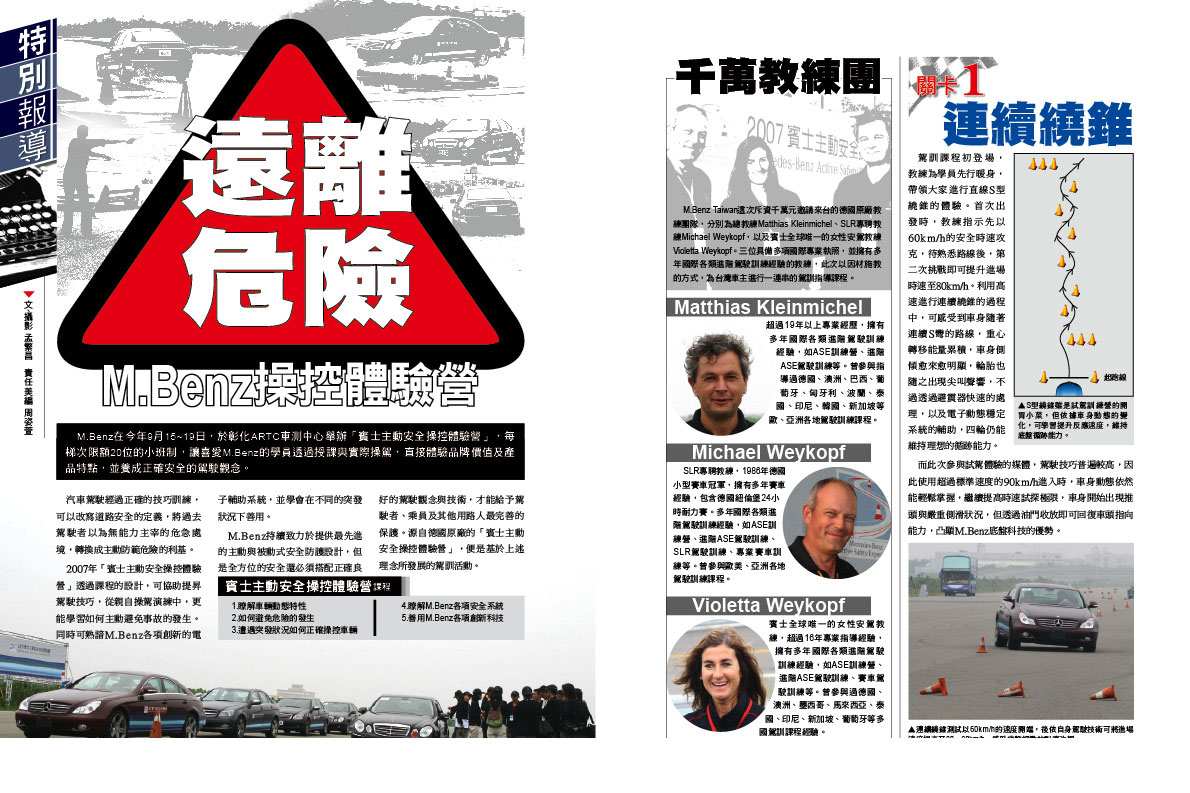 特別報導
遠離
危險
M.Benz操控體驗營
▼文‧攝影 孟繁昌　責任美編 周姿萱
M.Benz在今年9月15~19日，於彰化ARTC車測中心舉辦「賓士主動安全操控體驗營」，每
梯次限額20位的小班制，讓喜愛M.Benz的學員透過授課與實際操駕，直接體驗品牌價值及產
品特點，並養成正確安全的駕駛觀念。
汽車駕駛經過正確的技巧訓練，
可以改寫道路安全的定義，將過去
駕駛者以為無能力主宰的危急處
境，轉換成主動防範危險的利基。
2007年「賓士主動安全操控體驗
營」透過課程的設計，可協助提昇
駕駛技巧，從親自操駕演練中，更
能學習如何主動避免事故的發生。
同時可熟諳M.Benz各項創新的電
子輔助系統，並學會在不同的突發
狀況下善用。
M.Benz持續致力於提供最先進
的主動與被動式安全防護設計，但
是全方位的安全還必須搭配正確良
好的駕駛觀念與技術，才能給予駕
駛者、乘員及其他用路人最完善的
保護。源自德國原廠的「賓士主動
安全操控體驗營」，便是基於上述
理念所發展的駕訓活動。
賓士主動安全操控體驗營課程
1.瞭解車輛動態特性
2.如何避免危險的發生
3.遭遇突發狀況如何正確操控車輛
4.瞭解M.Benz各項安全系統
5.善用M.Benz各項創新科技
千萬教練團
2007 賓士主動安全
edes-Benz Active Safety
M.Benz Taiwan這次斥資千萬元邀請來台的德國原廠教
練團隊，分別為總教練Matthias Kleinmichel、SLR專聘教
練Michael Weykopf，以及賓士全球唯一的女性安駕教練
Violetta Weykopf。三位具備多項國際專業執照，並擁有多
年國際各類進階駕駛訓練經驗的教練，此次以因材施教
的方式，為台灣車主進行一連串的駕訓指導課程。
Matthias Kleinmichel
超過19年以上專業經歷，擁有
多年國際各類進階駕駛訓練
經驗，如ASE訓練營、進階
ASE駕駛訓練等。曾參與指
導過德國、澳洲、巴西、葡
萄牙、匈牙利、波蘭、泰
國、印尼、韓國、新加坡等
歐、亞洲各地駕駛訓練課程。
Michael Weykopf
SLR專聘教練，1986年德國
小型賽車冠軍，擁有多年賽車
經驗，包含德國紐倫堡24小
時耐力賽。多年國際各類進
階駕駛訓練經驗，如ASE訓
練營、進階ASE駕駛訓練、
SLR駕駛訓練、專業賽車訓
練等。曾參與歐美、亞洲各地
駕駛訓練課程。
Violetta Weykopf
賓士全球唯一的女性安駕教
練，超過16年專業指導經驗，
擁有多年國際各類進階駕駛
訓練經驗，如ASE訓練營、
進階ASE駕駛訓練、賽車駕
駛訓練等。曾參與過德國、
澳洲、墨西哥、馬來西亞、泰
國、印尼、新加坡、葡萄牙等多
國駕訓課程經驗。
關卡1
連續繞錐
駕訓課程初登場，
教練為學員先行暖身，
帶領大家進行直線S型
繞錐的體驗。首次出
發時，教練指示先以
60km/h的安全時速攻
克，待熟悉路線後，第
二次挑戰即可提升進場
時速至80km/h。利用高
速進行連續繞錐的過程
中，可感受到車身隨著
連續S彎的路線，重心
轉移能量累積，車身側
傾愈來愈明顯，輪胎也
隨之出現尖叫聲響，不
過透過避震器快速的處
理，以及電子動態穩定
系統的輔助，四輪仍能
維持理想的循跡能力。
起跑線
▲S型繞錐雖是試駕訓練營的開
胃小菜，但依據車身動態的變
化，可學習提升反應速度，維持
底盤循跡能力。
而此次參與試駕體驗的媒體，駕駛技巧普遍較高，因
此使用超過標準速度的90km/h進入時，車身動態依然
能輕鬆掌握，繼續提高時速試探極限，車身開始出現推
頭與嚴重側滑狀況，但透過油門收放即可回復車頭指向
能力，凸顯M.Benz底盤科技的優勢。
▲連續繞錐測試以60km/h的速度開端，後依自身駕駛技術可將進場